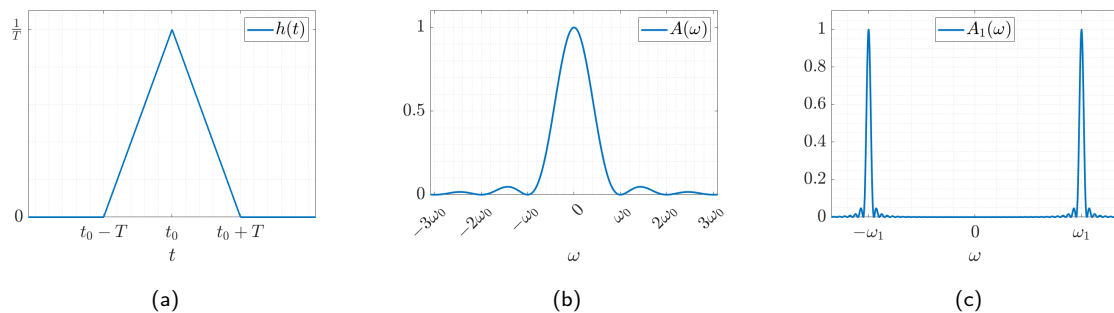 1/T
0
t₀ − T
t₀
t₀ + T
t
h(t)
(a)
1
0.5
0
−3ω₀
−2ω₀
−ω₀
0
ω₀
2ω₀
3ω₀
ω
A(ω)
(b)
1
0.8
0.6
0.4
0.2
0
−ω₁
0
ω₁
ω
A₁(ω)
(c)